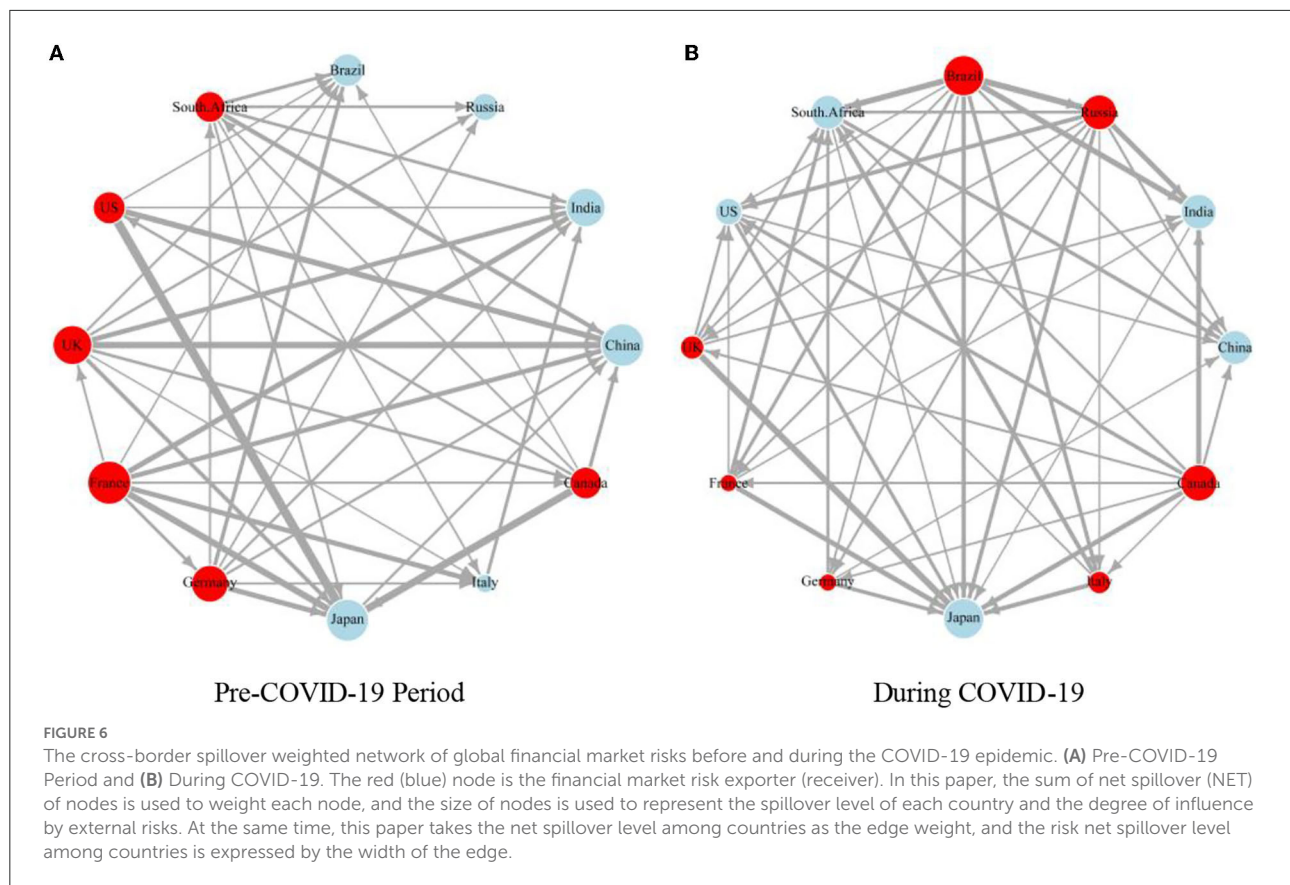 A
Brazil
South.Africa
Russia
US
India
UK
China
France
Canada
Germany
Italy
Japan
Pre-COVID-19 Period
B
Brazil
South.Africa
Russia
US
India
UK
China
France
Canada
Germany
Italy
Japan
During COVID-19
FIGURE 6
The cross-border spillover weighted network of global financial market risks before and during the COVID-19 epidemic. (A) Pre-COVID-19
Period and (B) During COVID-19. The red (blue) node is the financial market risk exporter (receiver). In this paper, the sum of net spillover (NET)
of nodes is used to weight each node, and the size of nodes is used to represent the spillover level of each country and the degree of influence
by external risks. At the same time, this paper takes the net spillover level among countries as the edge weight, and the risk net spillover level
among countries is expressed by the width of the edge.